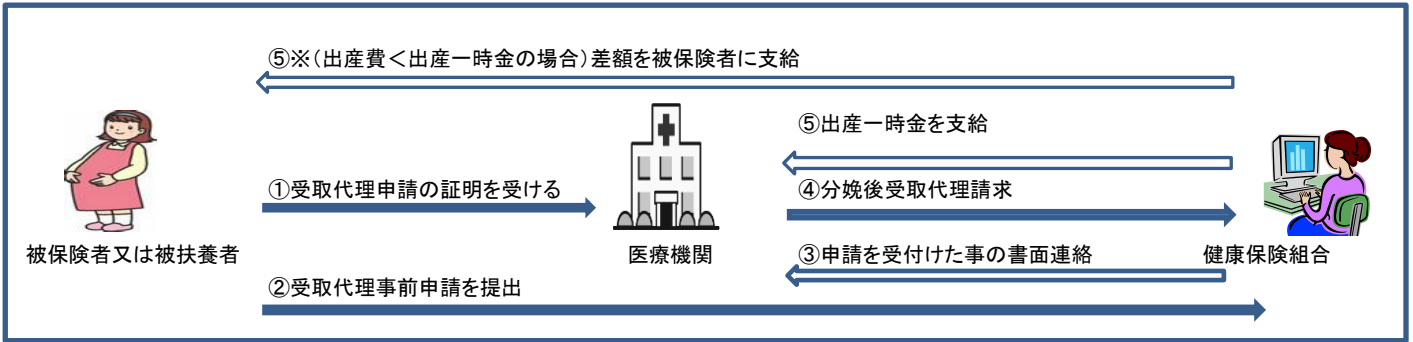 ⑤※(出産費＜出産一時金の場合)差額を被保険者に支給
⑤出産一時金を支給
①受取代理申請の証明を受ける
④分娩後受取代理請求
被保険者又は被扶養者
医療機関
③申請を受付けた事の書面連絡
健康保険組合
②受取代理事前申請を提出